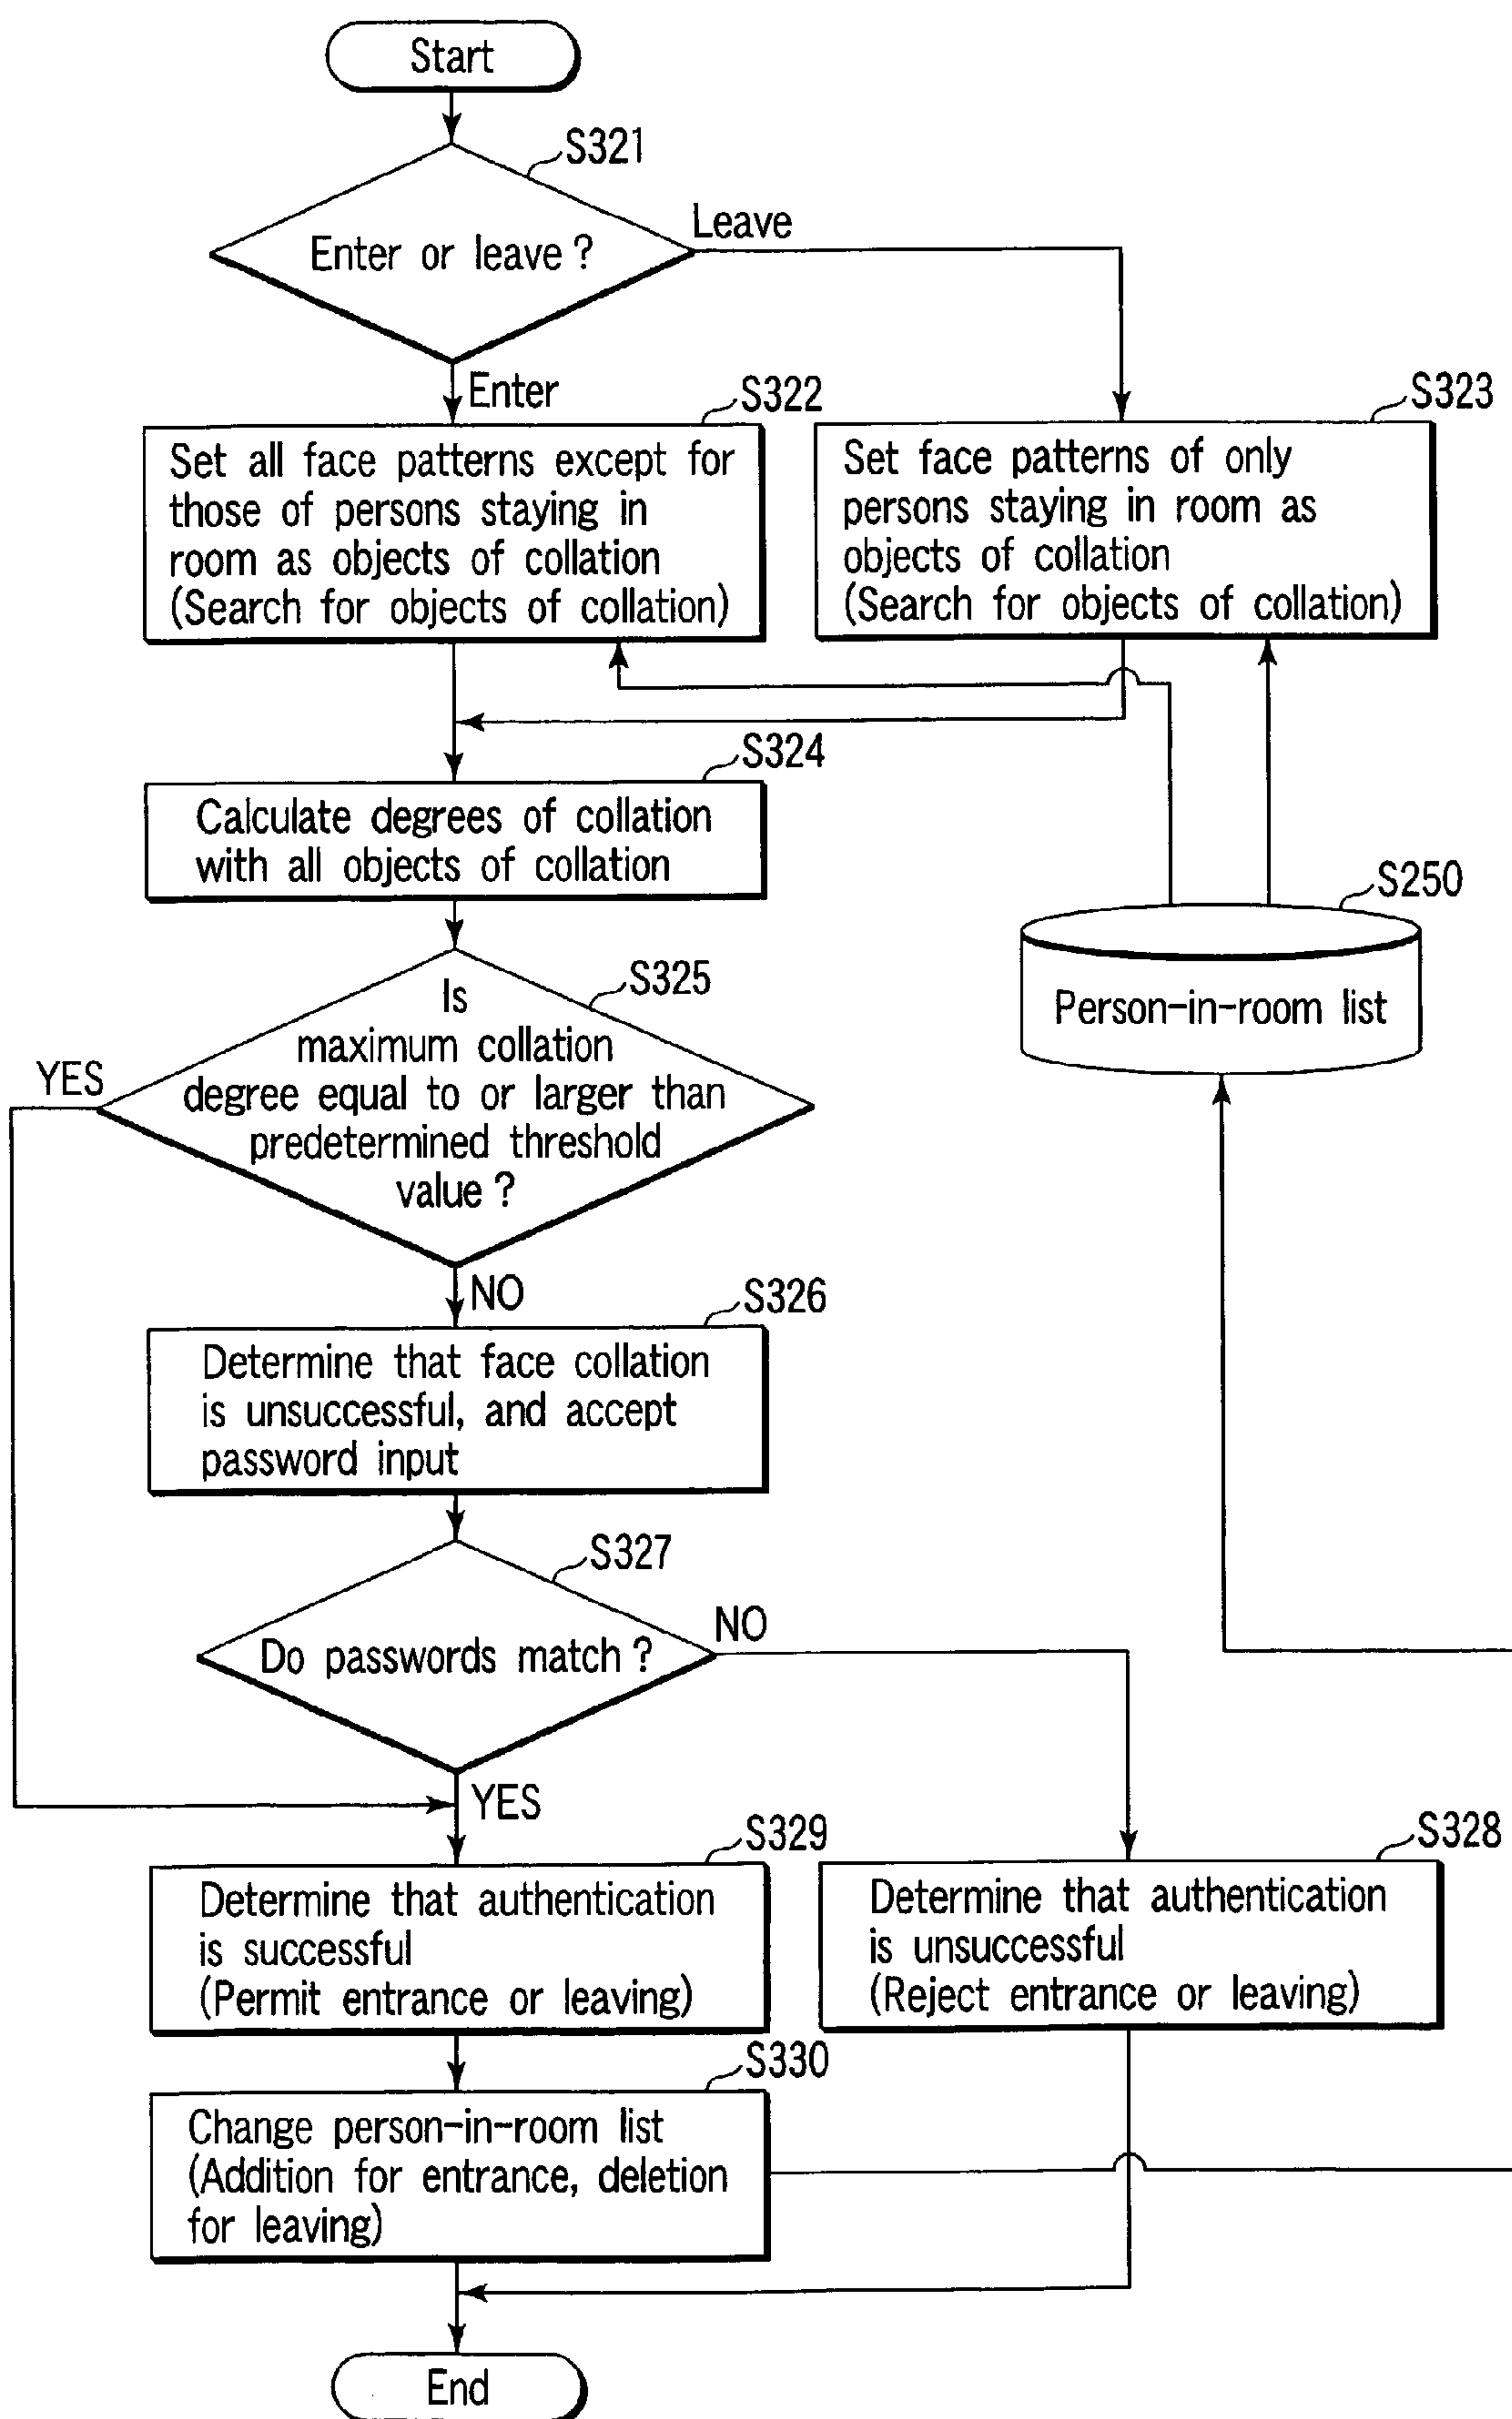 Start
S321
Enter or leave ?
Leave
Enter
S322
Set all face patterns except for
those of persons staying in
room as objects of collation
(Search for objects of collation)
S323
Set face patterns of only
persons staying in room as
objects of collation
(Search for objects of collation)
S324
Calculate degrees of collation
with all objects of collation
S250
Person-in-room list
S325
Is
maximum collation
degree equal to or larger than
predetermined threshold
value ?
YES
NO
S326
Determine that face collation
is unsuccessful, and accept
password input
S327
Do passwords match ?
NO
YES
S329
Determine that authentication
is successful
(Permit entrance or leaving)
S328
Determine that authentication
is unsuccessful
(Reject entrance or leaving)
S330
Change person-in-room list
(Addition for entrance, deletion
for leaving)
End